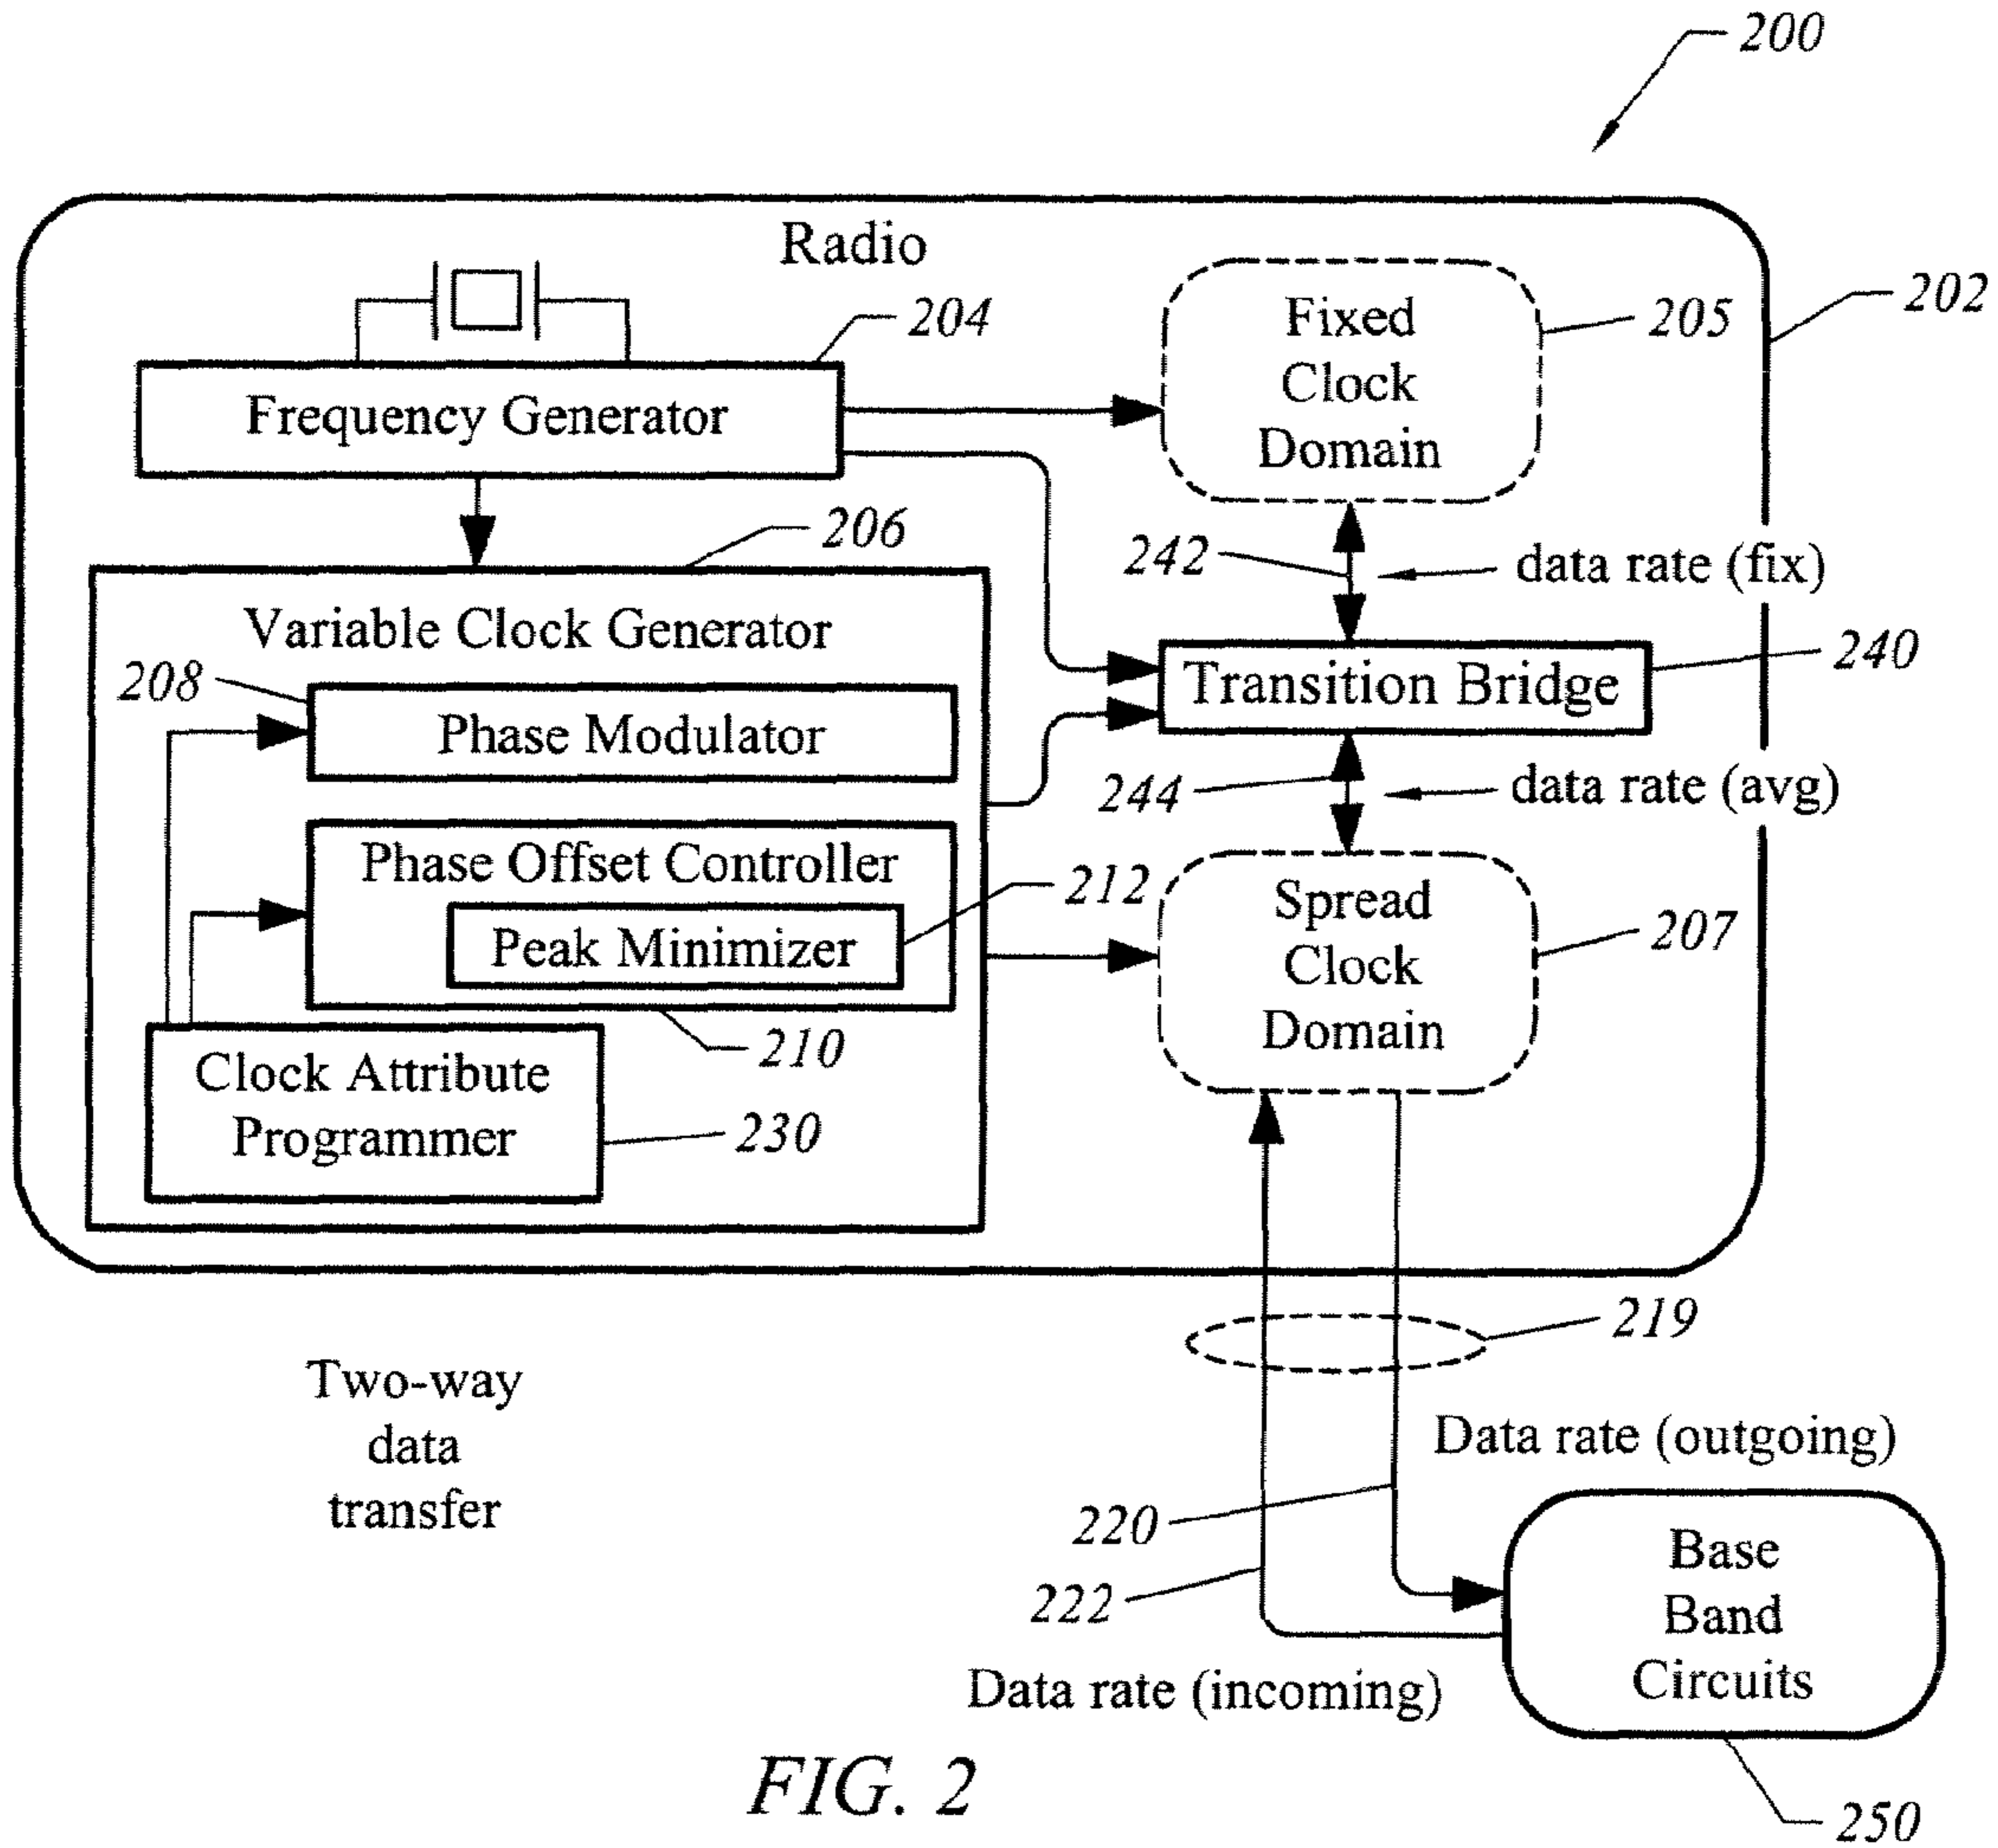 200
Radio
204
Fixed
Clock
Domain
205
202
Frequency Generator
206
242
data rate (fix)
Variable Clock Generator
208
Phase Modulator
Transition Bridge
240
244
data rate (avg)
Phase Offset Controller
212
Peak Minimizer
Spread
Clock
Domain
207
210
Clock Attribute
Programmer
230
219
Two-way
data
transfer
Data rate (outgoing)
220
222
Data rate (incoming)
Base
Band
Circuits
250
FIG. 2